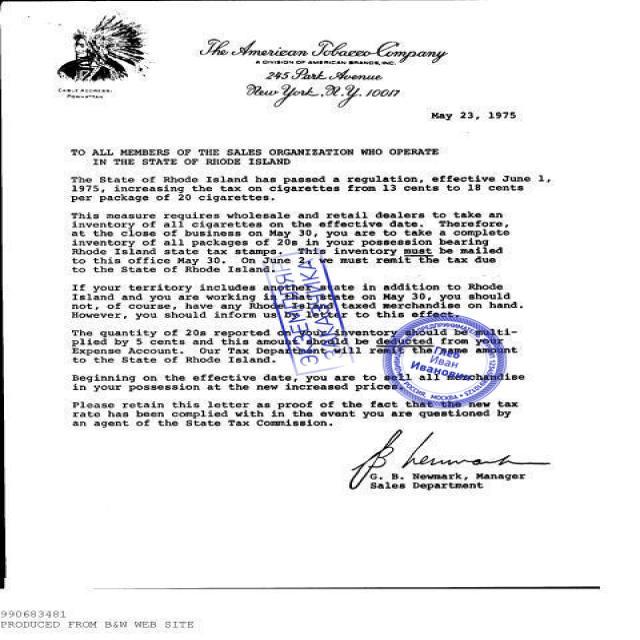 The American Tobacco Company
A DIVISION OF AMERICAN BRANDS, INC.
245 Park Avenue
New York, N.Y. 10017
CABLE ADDRESS:
POWHATTAN
May 23, 1975
TO ALL MEMBERS OF THE SALES ORGANIZATION WHO OPERATE
IN THE STATE OF RHODE ISLAND
The State of Rhode Island has passed a regulation, effective June 1,
1975, increasing the tax on cigarettes from 13 cents to 18 cents
per package of 20 cigarettes.
This measure requires wholesale and retail dealers to take an
inventory of all cigarettes on the effective date. Therefore,
at the close of business on May 30, you are to take a complete
inventory of all packages of 20s in your possession bearing
Rhode Island state tax stamps. This inventory must be mailed
to this office May 30. On June 2, we must remit the tax due
to the State of Rhode Island.
If your territory includes another state in addition to Rhode
Island and you are working in that state on May 30, you should
not, of course, have any Rhode Island taxed merchandise on hand.
However, you should inform us by letter to this effect.
The quantity of 20s reported on your inventory should be multi-
plied by 5 cents and this amount should be deducted from your
Expense Account. Our Tax Department will remit the same amount
to the State of Rhode Island.
Beginning on the effective date, you are to sell all merchandise
in your possession at the new increased prices.
Please retain this letter as proof of the fact that the new tax
rate has been complied with in the event you are questioned by
an agent of the State Tax Commission.
G. B. Newmark, Manager
Sales Department
ЭКЗЕМПЛЯР
ЗАКАЗЧИКА
Глев
Иван
Иванович
РОССИЯ, МОСКВА
990683481
PRODUCED FROM B&W WEB SITE